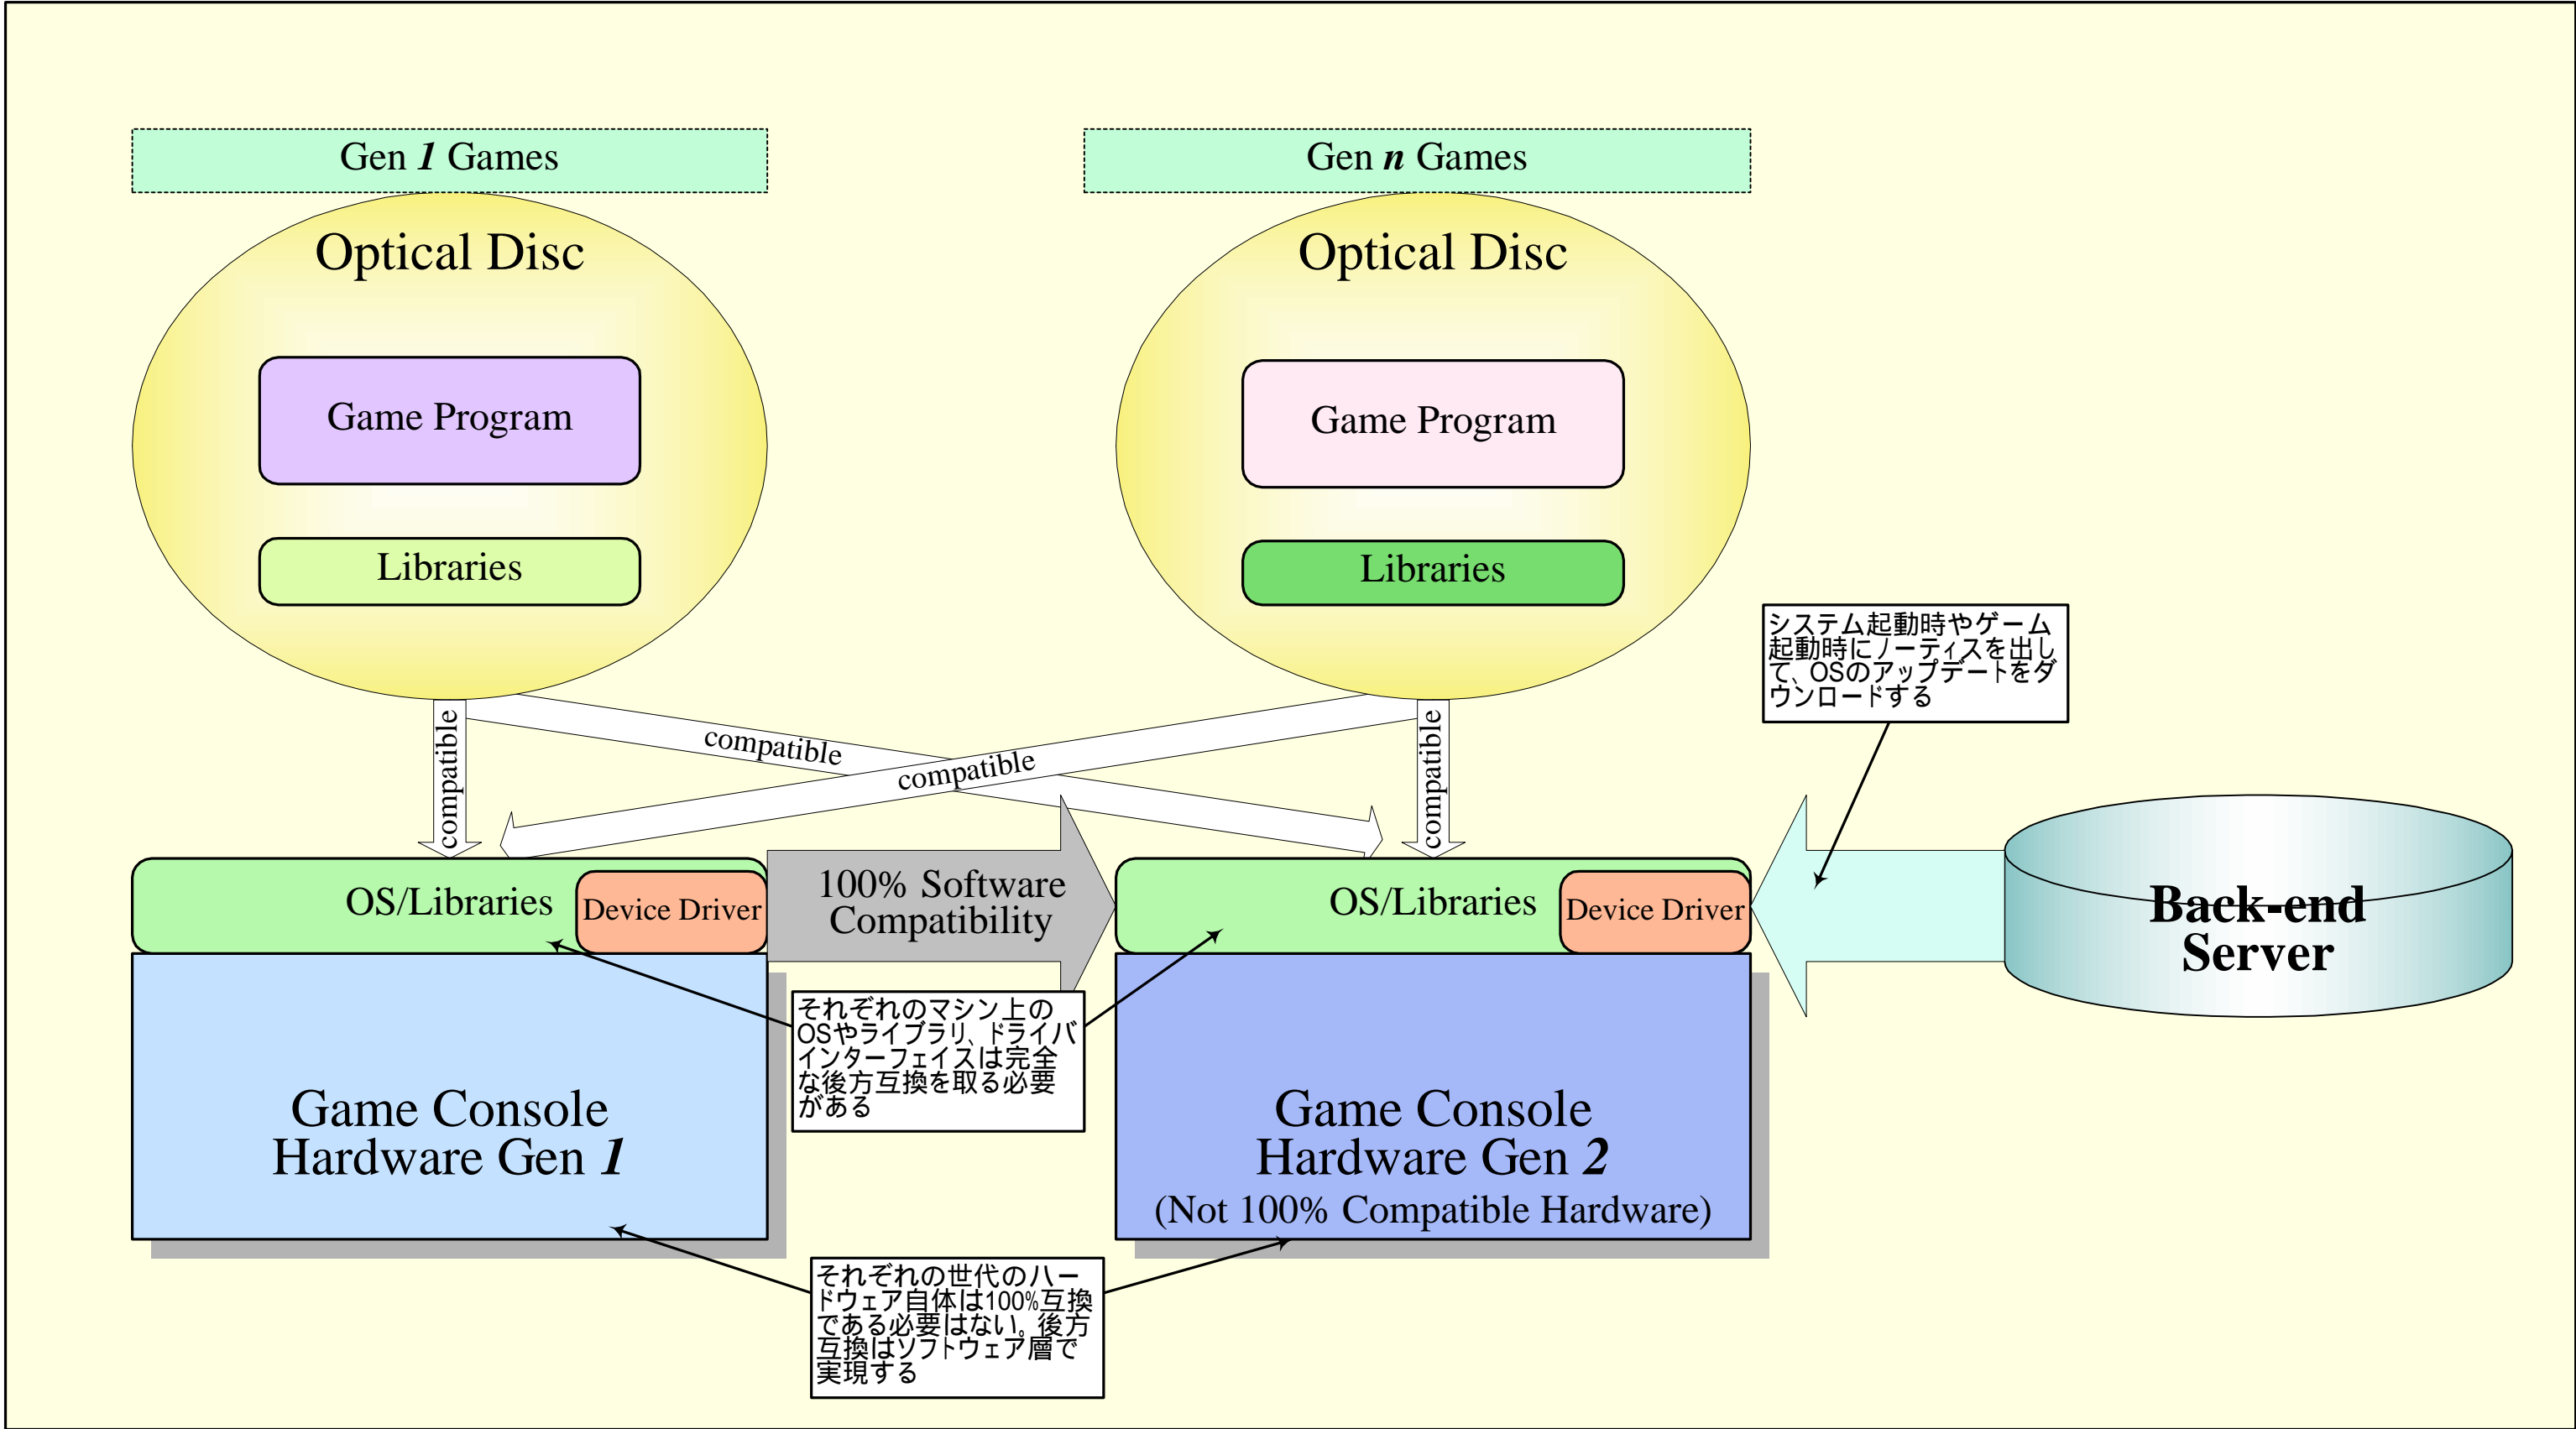 Gen 1 Games
Gen n Games
Optical Disc
Optical Disc
Game Program
Game Program
Libraries
Libraries
システム起動時やゲーム
起動時にノーティスを出し
て、OSのアップデートをダ
ウンロードする
compatible
compatible
compatible
compatible
OS/Libraries
Device Driver
100% Software
Compatibility
OS/Libraries
Device Driver
Back-end
Server
それぞれのマシン上の
OSやライブラリ、ドライバ
インターフェイスは完全
な後方互換を取る必要
がある
Game Console
Hardware Gen 1
Game Console
Hardware Gen 2
(Not 100% Compatible Hardware)
それぞれの世代のハー
ドウェア自体は100%互換
である必要はない。後方
互換はソフトウェア層で
実現する